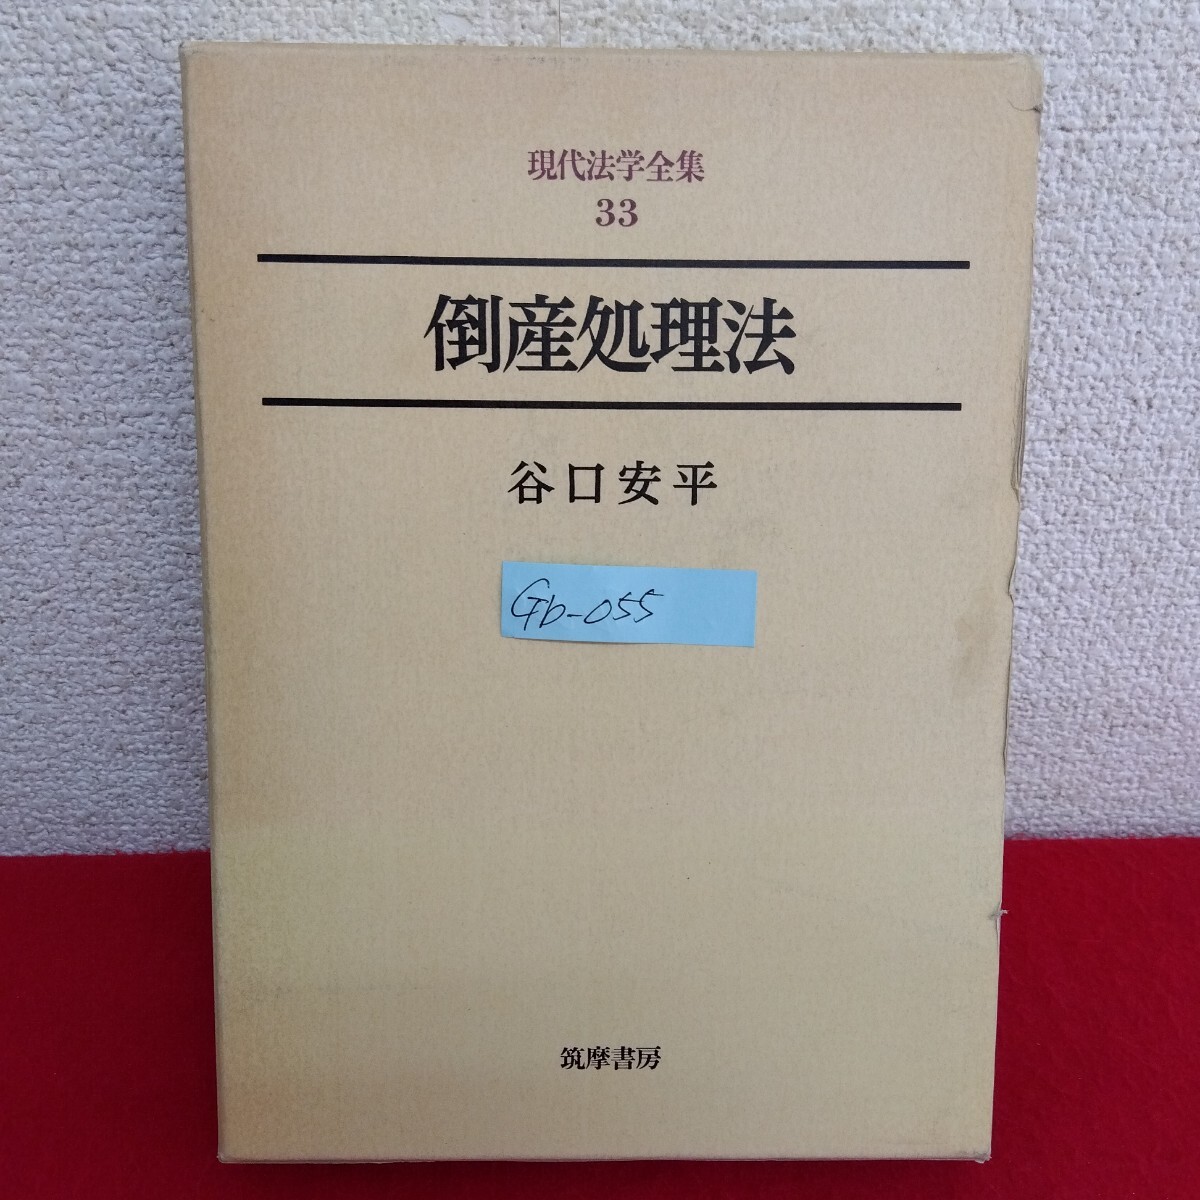 現代法学全集
33
倒産処理法
谷口安平
Gb-055
筑摩書房